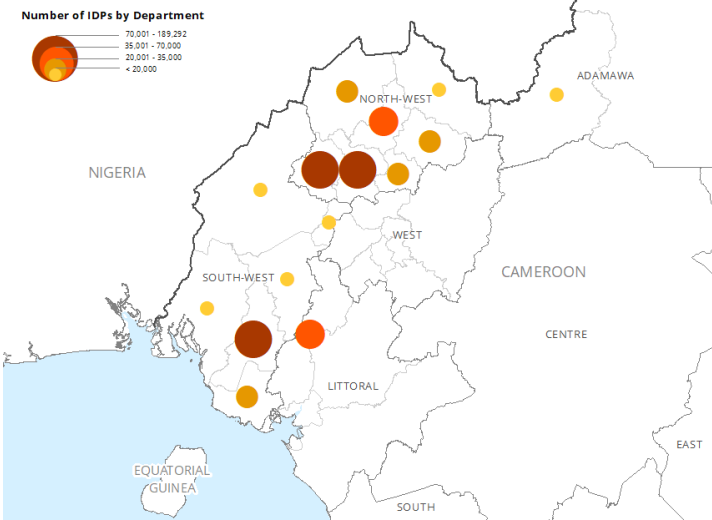 Number of IDPs by Department
70,001 - 189,292
35,001 - 70,000
20,001 - 35,000
< 20,000
ADAMAWA
NORTH-WEST
NIGERIA
WEST
SOUTH-WEST
CAMEROON
CENTRE
LITTORAL
EAST
EQUATORIAL
GUINEA
SOUTH